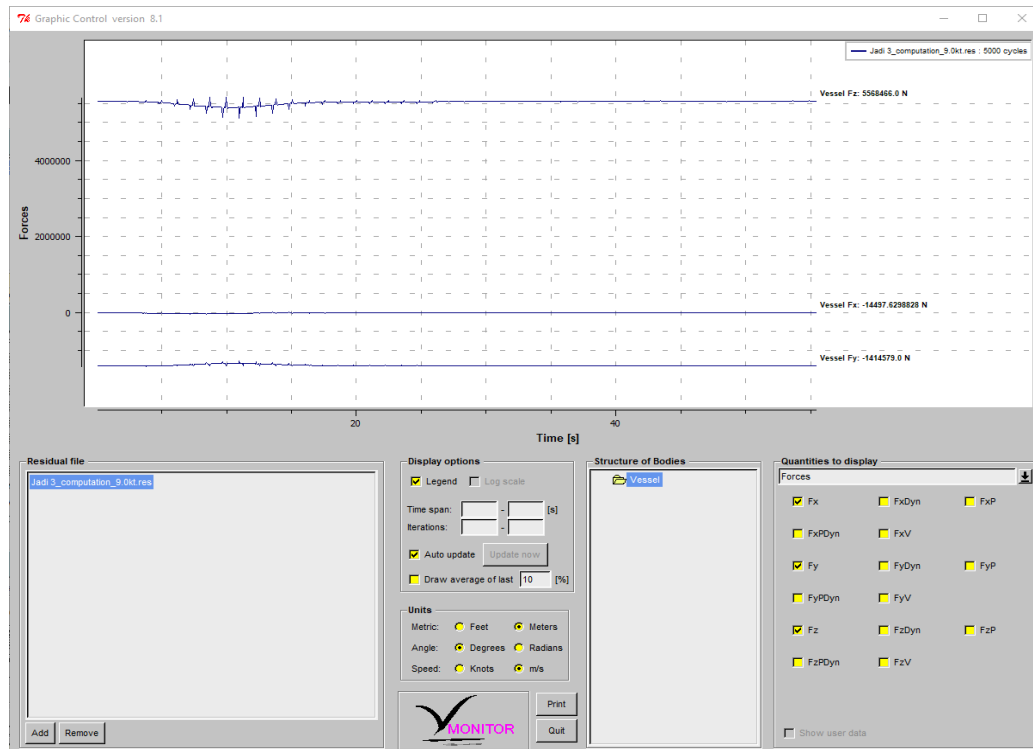 Graphic Control version 8.1
Jadi 3_computation_9.0kt.res : 5000 cycles
Vessel Fz: 5568466.0 N
4000000
Forces
2000000
Vessel Fx: -14497.6298828 N
0
Vessel Fy: -1414579.0 N
20
40
Time [s]
Residual file
Jadi 3_computation_9.0kt.res
Add
Remove
Display options
Legend
Log scale
Time span:
-
[s]
Iterations:
-
Auto update
Update now
Draw average of last
10
[%]
Units
Metric:
Feet
Meters
Angle:
Degrees
Radians
Speed:
Knots
m/s
MONITOR
Print
Quit
Structure of Bodies
Vessel
Quantities to display
Forces
Fx
FxDyn
FxP
FxPDyn
FxV
Fy
FyDyn
FyP
FyPDyn
FyV
Fz
FzDyn
FzP
FzPDyn
FzV
Show user data